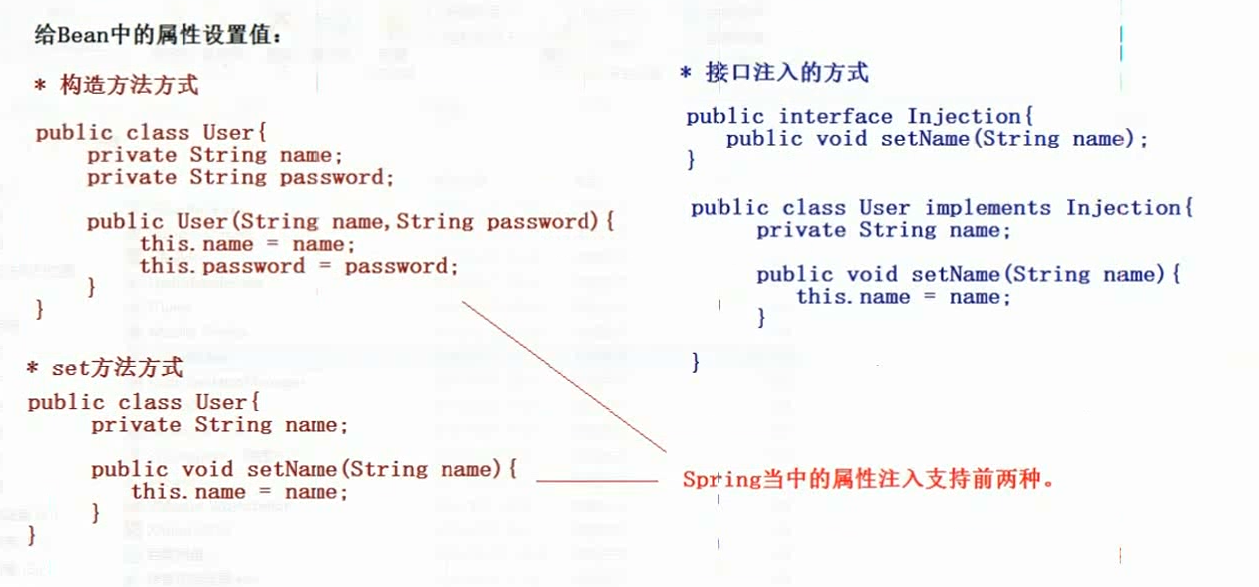 给Bean中的属性设置值：
* 构造方法方式
public class User{
private String name;
private String password;
public User(String name,String password){
this.name = name;
this.password = password;
}
}
* set方法方式
public class User{
private String name;
public void setName(String name){
this.name = name;
}
}
* 接口注入的方式
public interface Injection{
public void setName(String name);
}
public class User implements Injection{
private String name;
public void setName(String name){
this.name = name;
}
}
Spring当中的属性注入支持前两种。